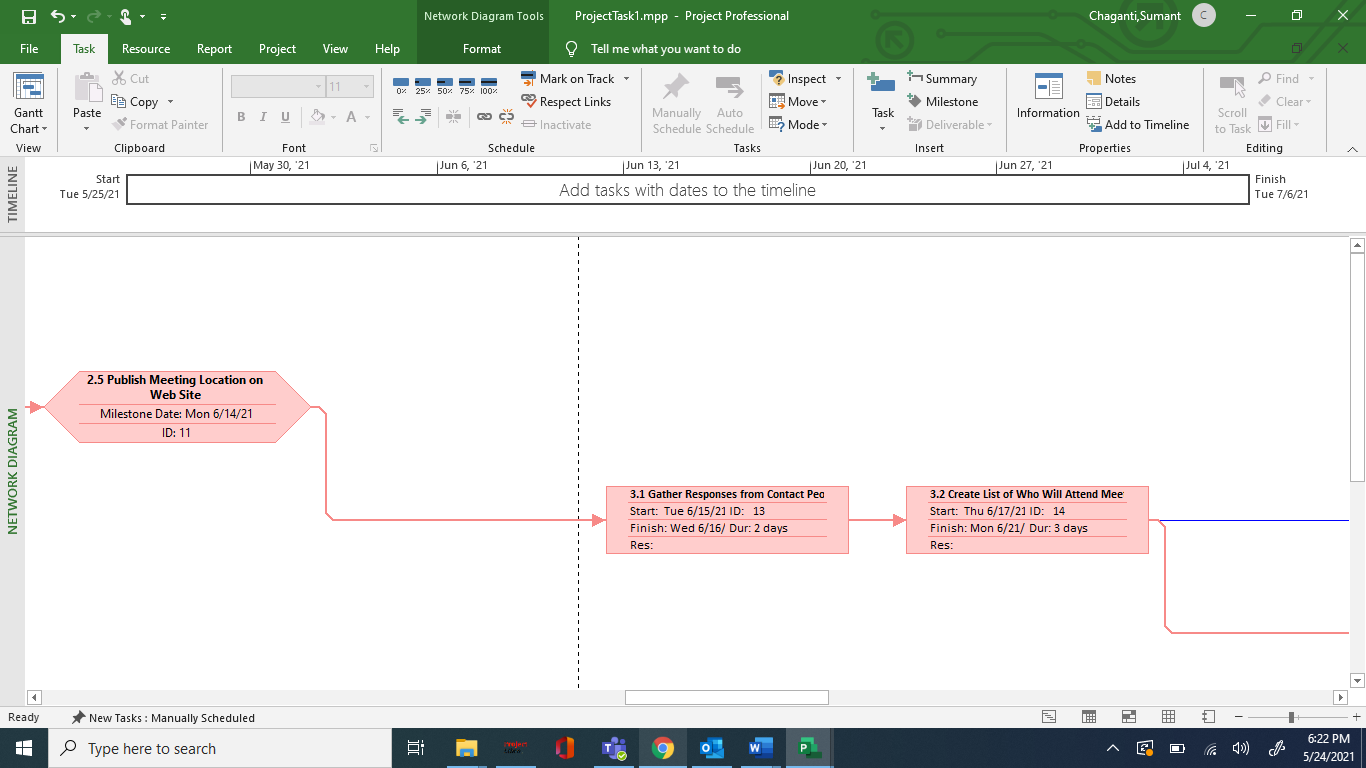 Network Diagram Tools
ProjectTask1.mpp - Project Professional
Chaganti,Sumant
C
File
Task
Resource
Report
Project
View
Help
Format
Tell me what you want to do
Gantt
Chart
View
Paste
Cut
Copy
Format Painter
Clipboard
11
B I U
A
Font
0% 25% 50% 75% 100%
Mark on Track
Respect Links
Inactivate
Schedule
Manually
Schedule
Auto
Schedule
Inspect
Move
Mode
Tasks
Task
Summary
Milestone
Deliverable
Insert
Information
Notes
Details
Add to Timeline
Properties
Scroll
to Task
Find
Clear
Fill
Editing
TIMELINE
May 30, '21
Jun 6, '21
Jun 13, '21
Jun 20, '21
Jun 27, '21
Jul 4, '21
Start
Tue 5/25/21
Add tasks with dates to the timeline
Finish
Tue 7/6/21
NETWORK DIAGRAM
2.5 Publish Meeting Location on
Web Site
Milestone Date: Mon 6/14/21
ID: 11
3.1 Gather Responses from Contact Peo
Start: Tue 6/15/21 ID: 13
Finish: Wed 6/16/ Dur: 2 days
Res:
3.2 Create List of Who Will Attend Mee
Start: Thu 6/17/21 ID: 14
Finish: Mon 6/21/ Dur: 3 days
Res:
Ready
New Tasks : Manually Scheduled
Type here to search
6:22 PM
5/24/2021